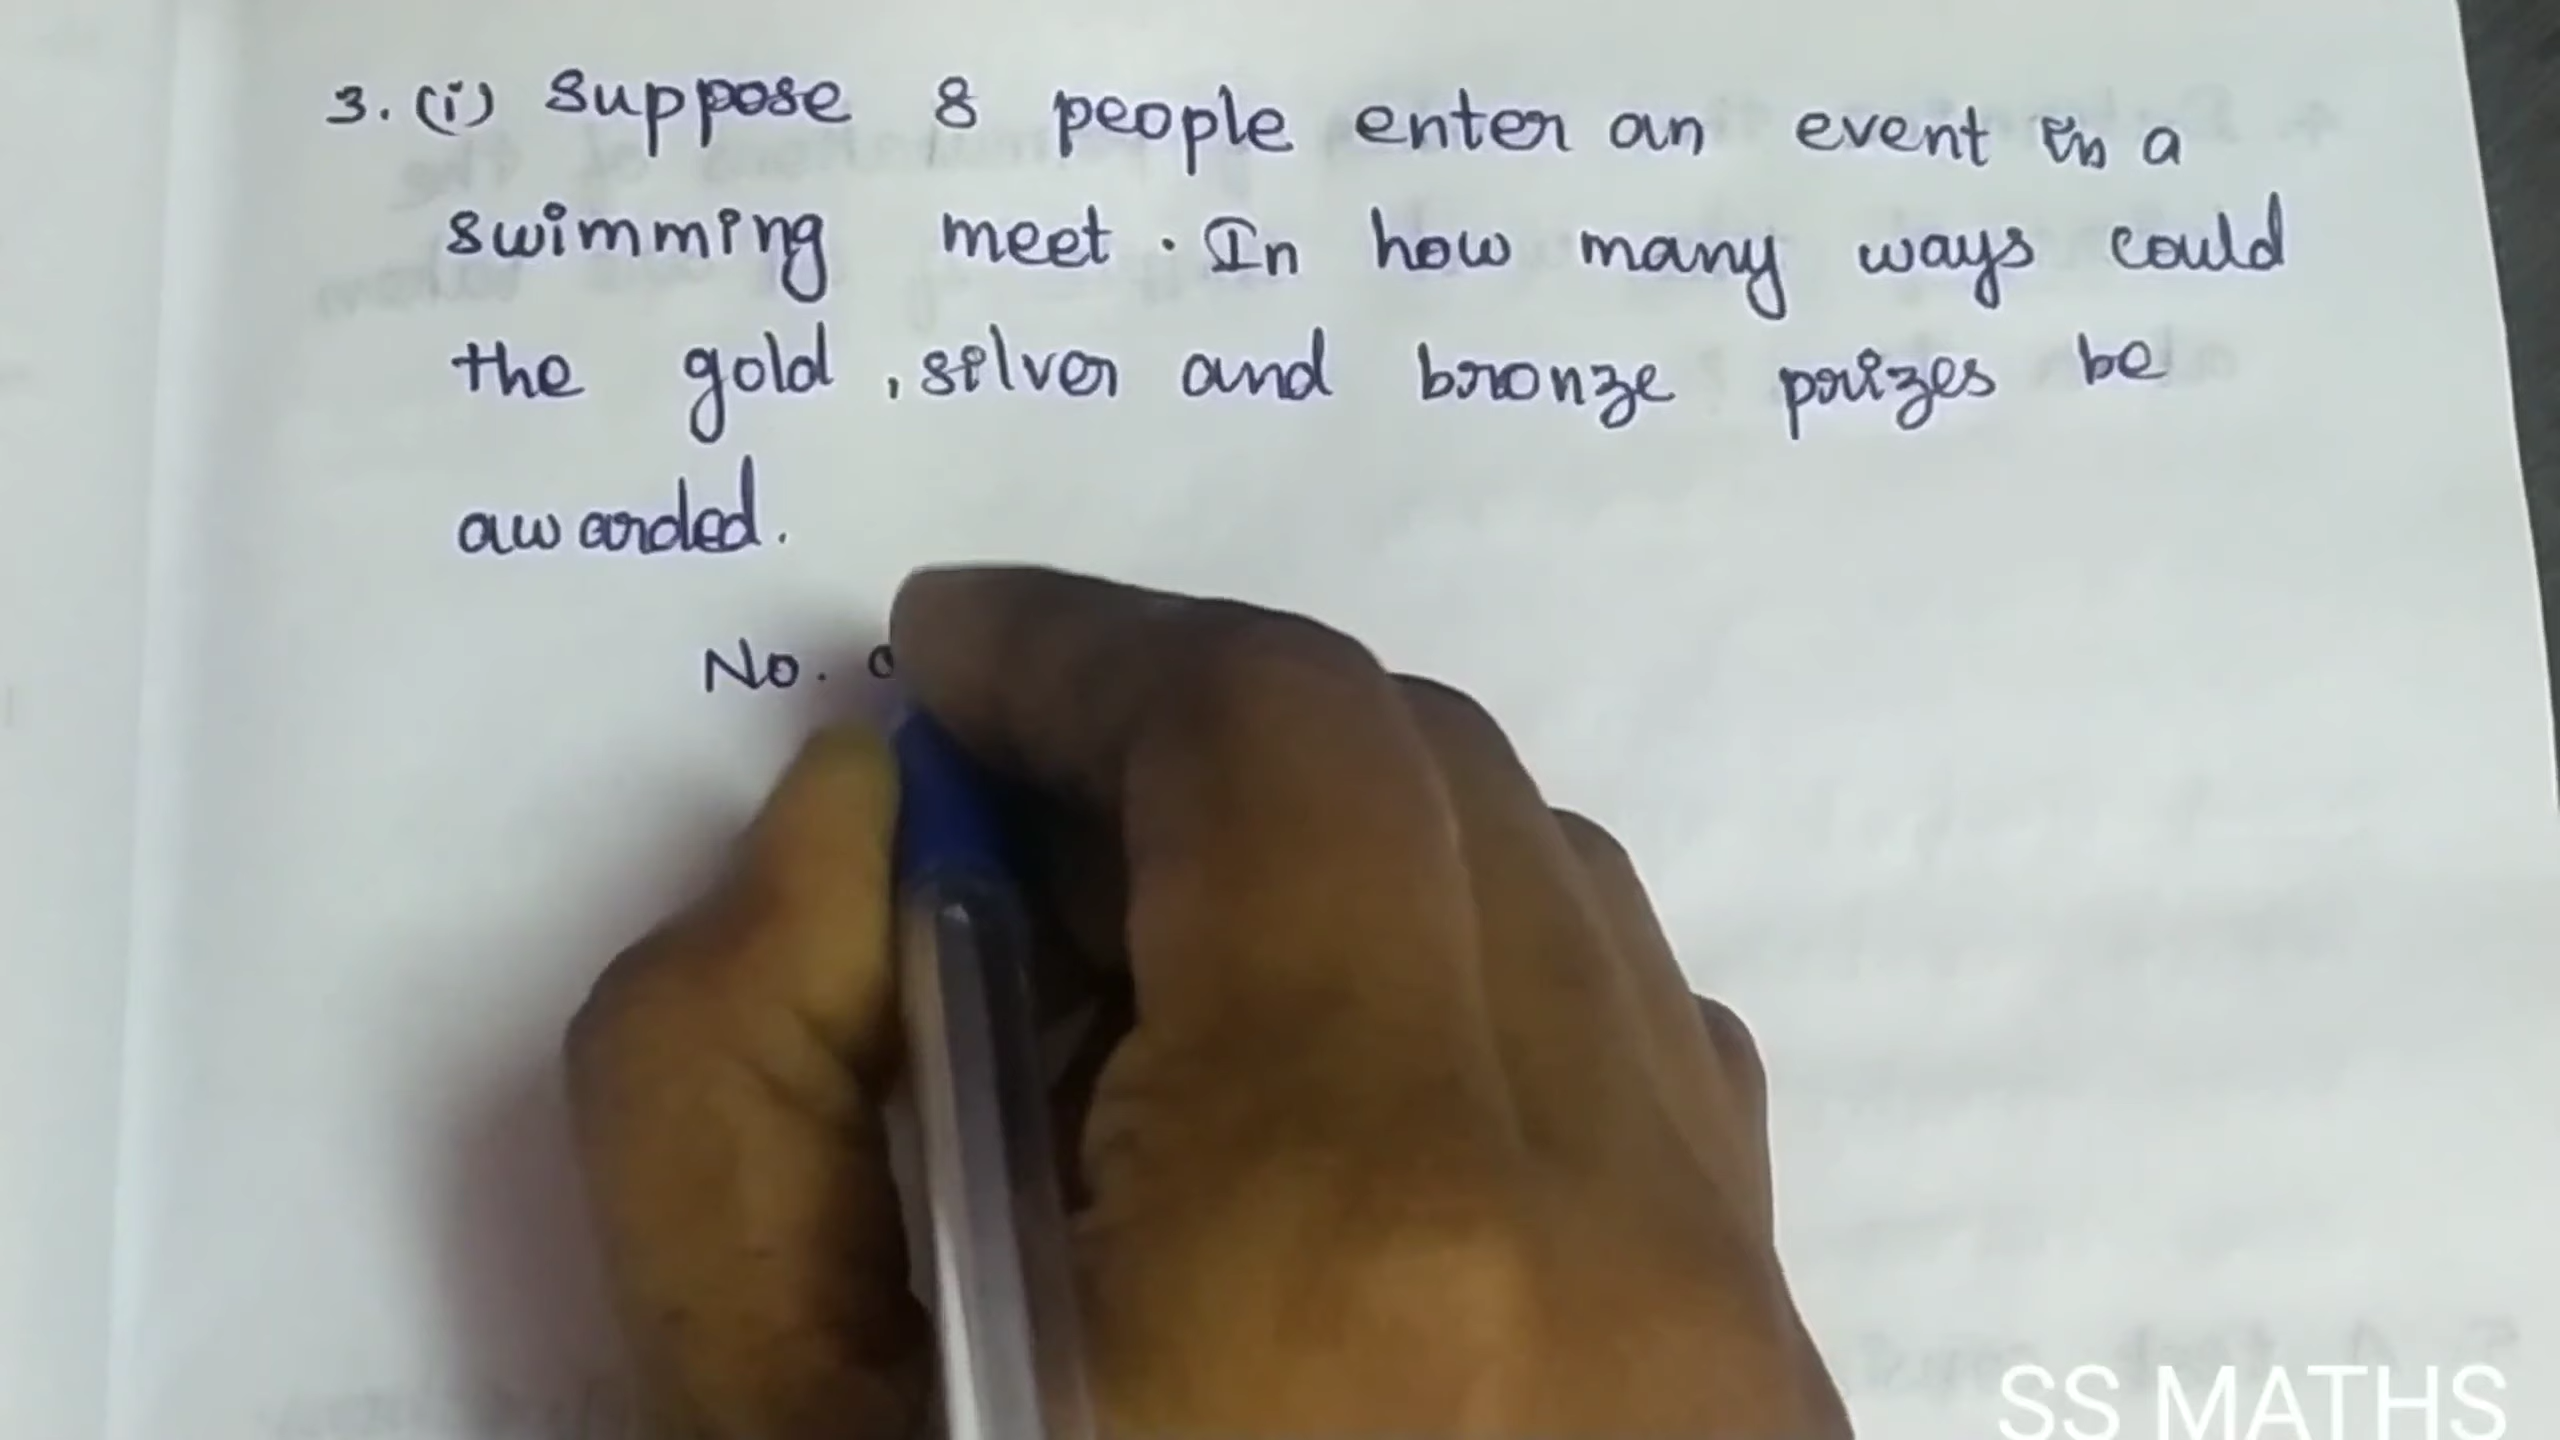 3. (i) Suppose 8 people enter an event in a
swimming meet. In how many ways could
the gold, silver and bronze prizes be
awarded.
No.
SS MATHS